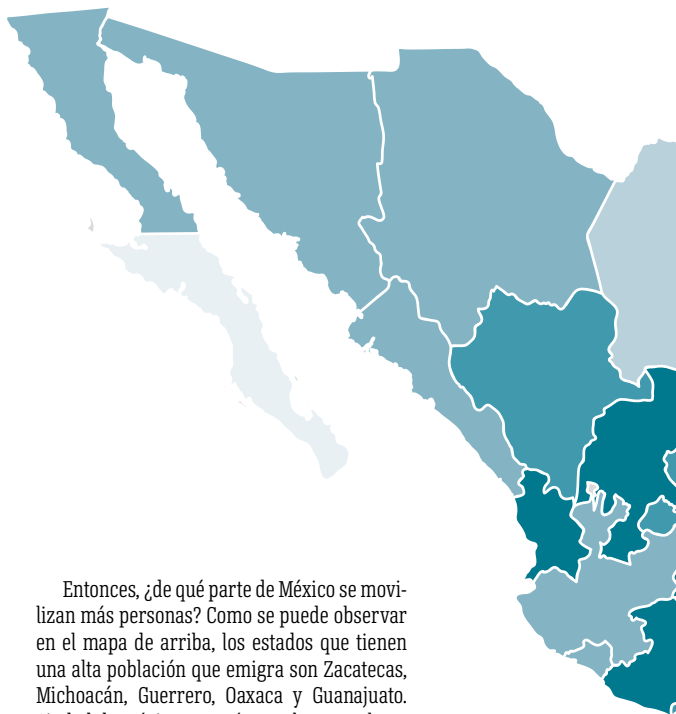 Entonces, ¿de qué parte de México se movi-
lizan más personas? Como se puede observar
en el mapa de arriba, los estados que tienen
una alta población que emigra son Zacatecas,
Michoacán, Guerrero, Oaxaca y Guanajuato.